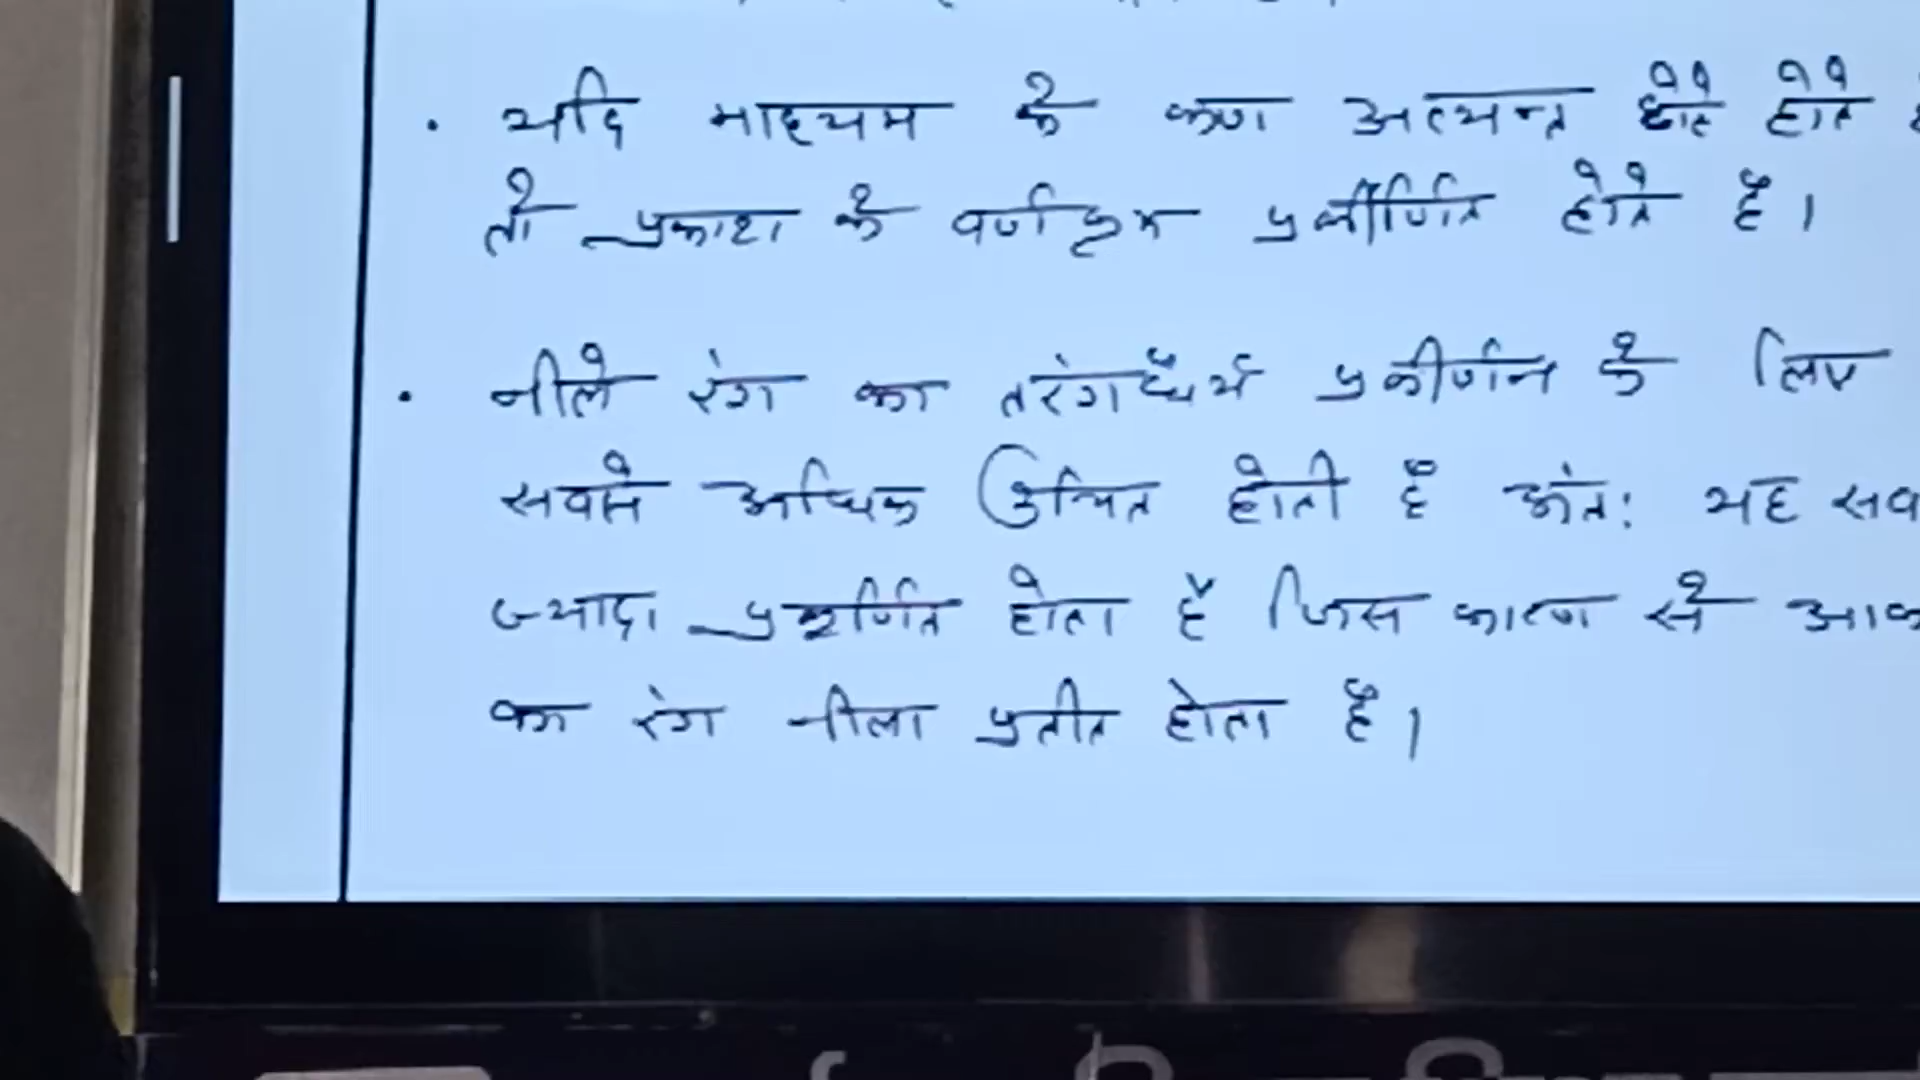 यदि माध्यम के कण अत्यन्त छोटे होते
तो प्रकाश के वर्णक्रम प्रकीर्णित होते है।
नीले रंग का तरंगदैर्ध्य प्रकीर्णन के लिए
सबसे अधिक उचित होती है अंत: यह सब
ज्यादा प्रकीर्णित होता है जिस कारण से आक
का रंग नीला प्रतीत होता है।